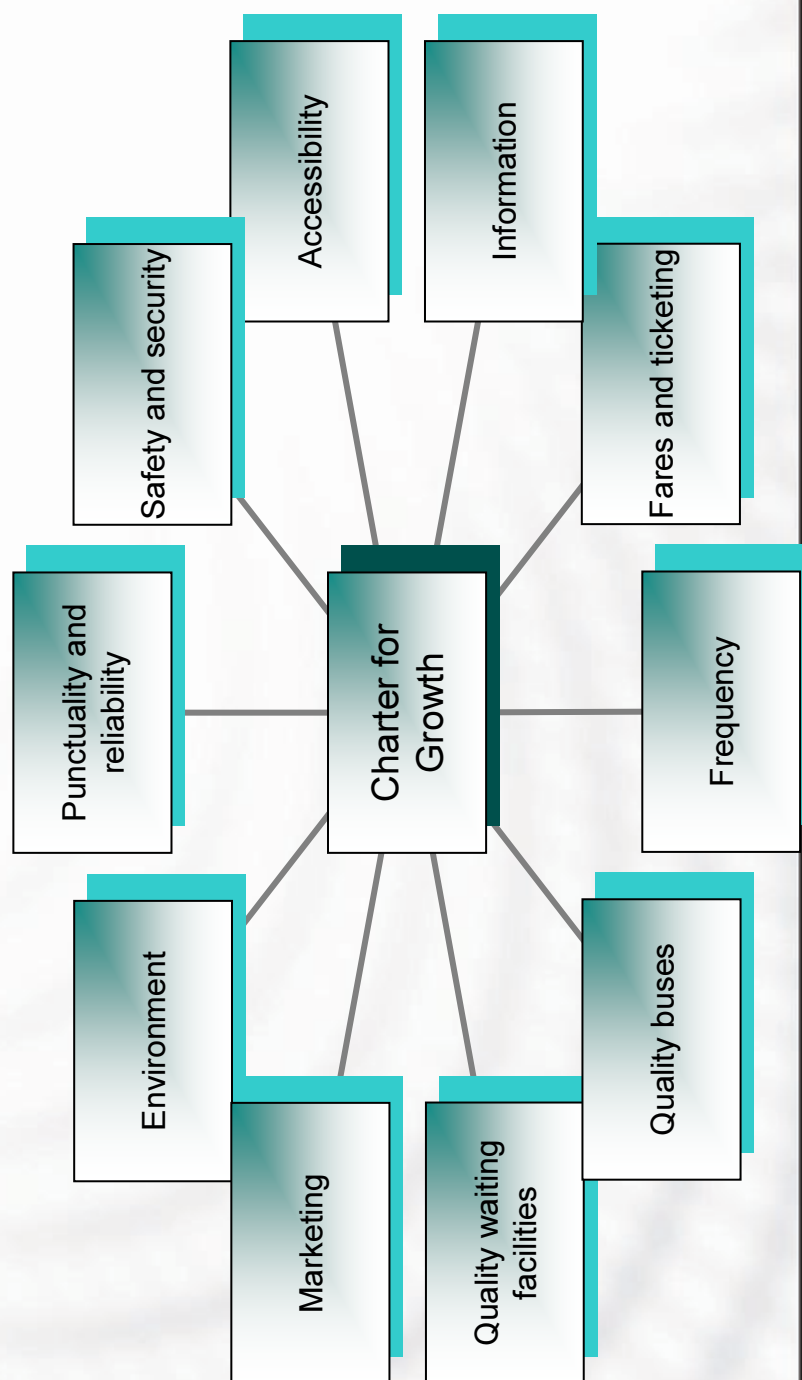 Punctuality and
reliability
Safety and security
Accessibility
Information
Fares and ticketing
Frequency
Quality buses
Quality waiting
facilities
Marketing
Environment
Charter for
Growth